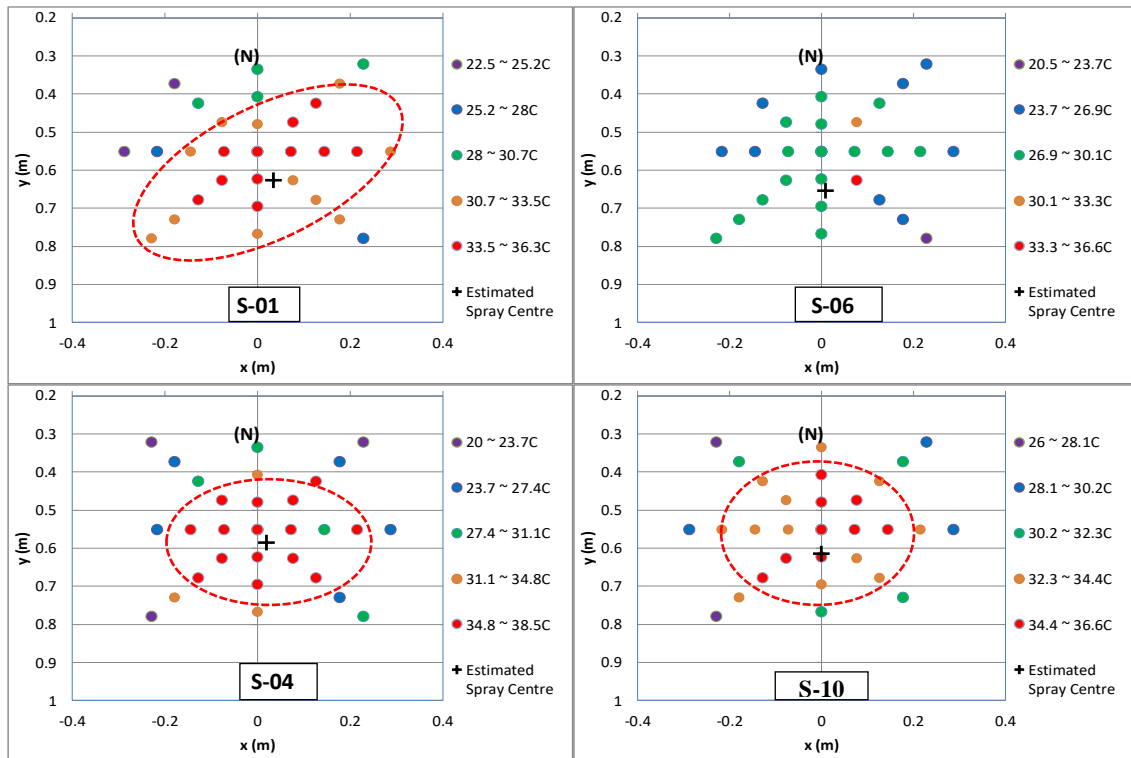 0.2
0.3
0.4
0.5
0.6
0.7
0.8
0.9
1
y (m)
(N)
-0.4
-0.2
0
0.2
0.4
x (m)
S-01
22.5 ~ 25.2C
25.2 ~ 28C
28 ~ 30.7C
30.7 ~ 33.5C
33.5 ~ 36.3C
Estimated
Spray Centre
0.2
0.3
0.4
0.5
0.6
0.7
0.8
0.9
1
y (m)
(N)
-0.4
-0.2
0
0.2
0.4
x (m)
S-06
20.5 ~ 23.7C
23.7 ~ 26.9C
26.9 ~ 30.1C
30.1 ~ 33.3C
33.3 ~ 36.6C
Estimated
Spray Centre
0.2
0.3
0.4
0.5
0.6
0.7
0.8
0.9
1
y (m)
(N)
-0.4
-0.2
0
0.2
0.4
x (m)
S-04
20 ~ 23.7C
23.7 ~ 27.4C
27.4 ~ 31.1C
31.1 ~ 34.8C
34.8 ~ 38.5C
Estimated
Spray Centre
0.2
0.3
0.4
0.5
0.6
0.7
0.8
0.9
1
y (m)
(N)
-0.4
-0.2
0
0.2
0.4
x (m)
S-10
26 ~ 28.1C
28.1 ~ 30.2C
30.2 ~ 32.3C
32.3 ~ 34.4C
34.4 ~ 36.6C
Estimated
Spray Centre